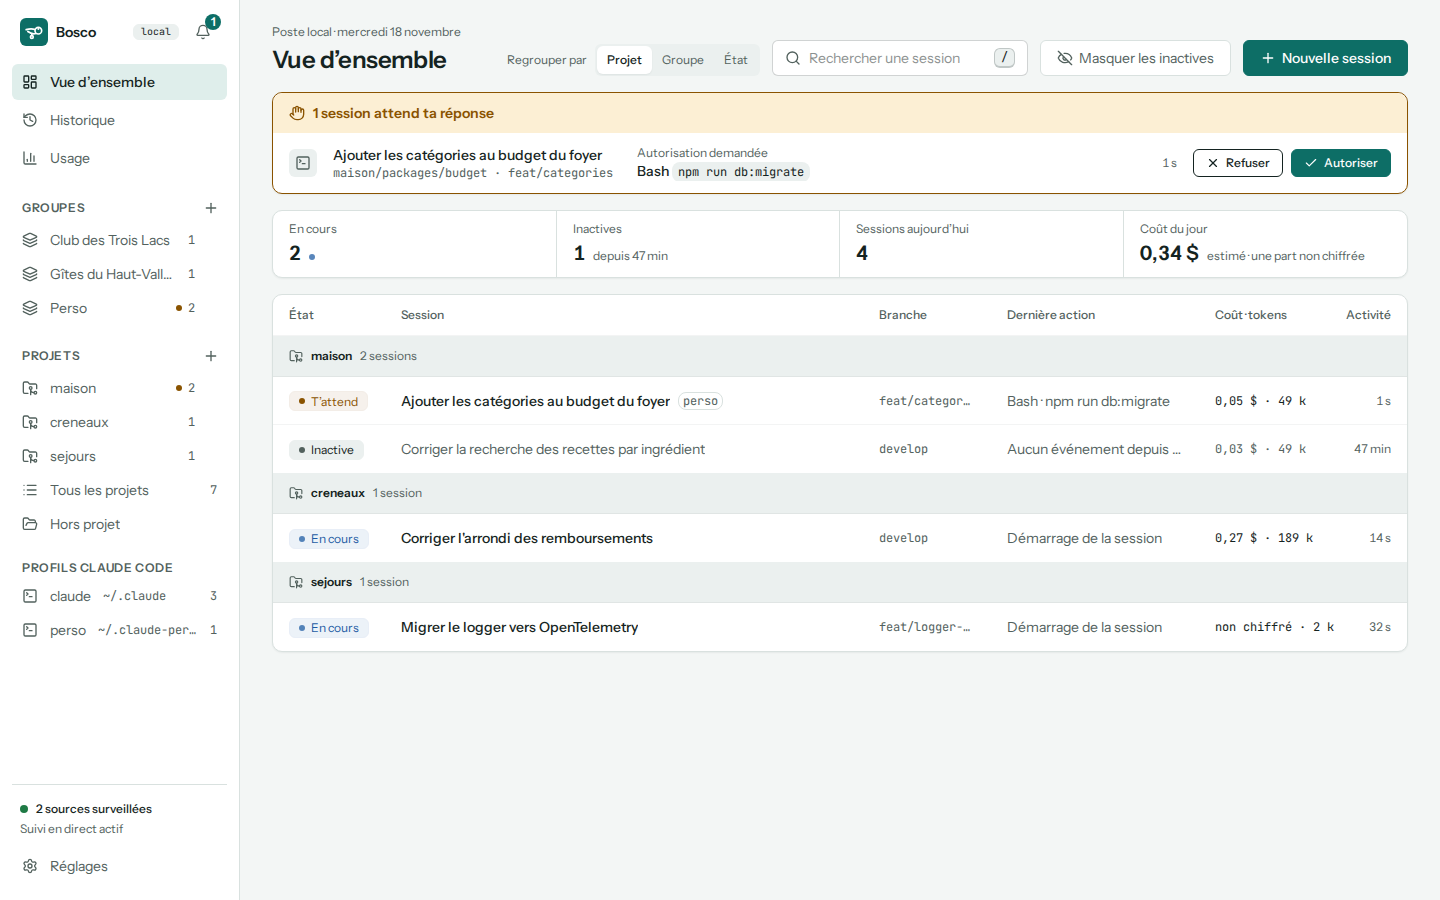 Bosco
local
1
Vue d’ensemble
Historique
Usage
GROUPES
Club des Trois Lacs 1
Gîtes du Haut-Vall… 1
Perso 2
PROJETS
maison 2
creneaux 1
sejours 1
Tous les projets 7
Hors projet
PROFILS CLAUDE CODE
claude ~/.claude 3
perso ~/.claude-per… 1
2 sources surveillées
Suivi en direct actif
Réglages
Poste local · mercredi 18 novembre
Vue d’ensemble
Regrouper par Projet Groupe État
Rechercher une session /
Masquer les inactives
Nouvelle session
1 session attend ta réponse
Ajouter les catégories au budget du foyer
maison/packages/budget · feat/categories
Autorisation demandée
Bash npm run db:migrate
1 s
Refuser
Autoriser
En cours
2
Inactives
1 depuis 47 min
Sessions aujourd’hui
4
Coût du jour
0,34 $ estimé · une part non chiffrée
État Session Branche Dernière action Coût · tokens Activité
maison 2 sessions
T’attend Ajouter les catégories au budget du foyer perso feat/categor… Bash · npm run db:migrate 0,05 $ · 49 k 1 s
Inactive Corriger la recherche des recettes par ingrédient develop Aucun événement depuis … 0,03 $ · 49 k 47 min
creneaux 1 session
En cours Corriger l’arrondi des remboursements develop Démarrage de la session 0,27 $ · 189 k 14 s
sejours 1 session
En cours Migrer le logger vers OpenTelemetry feat/logger-… Démarrage de la session non chiffré · 2 k 32 s